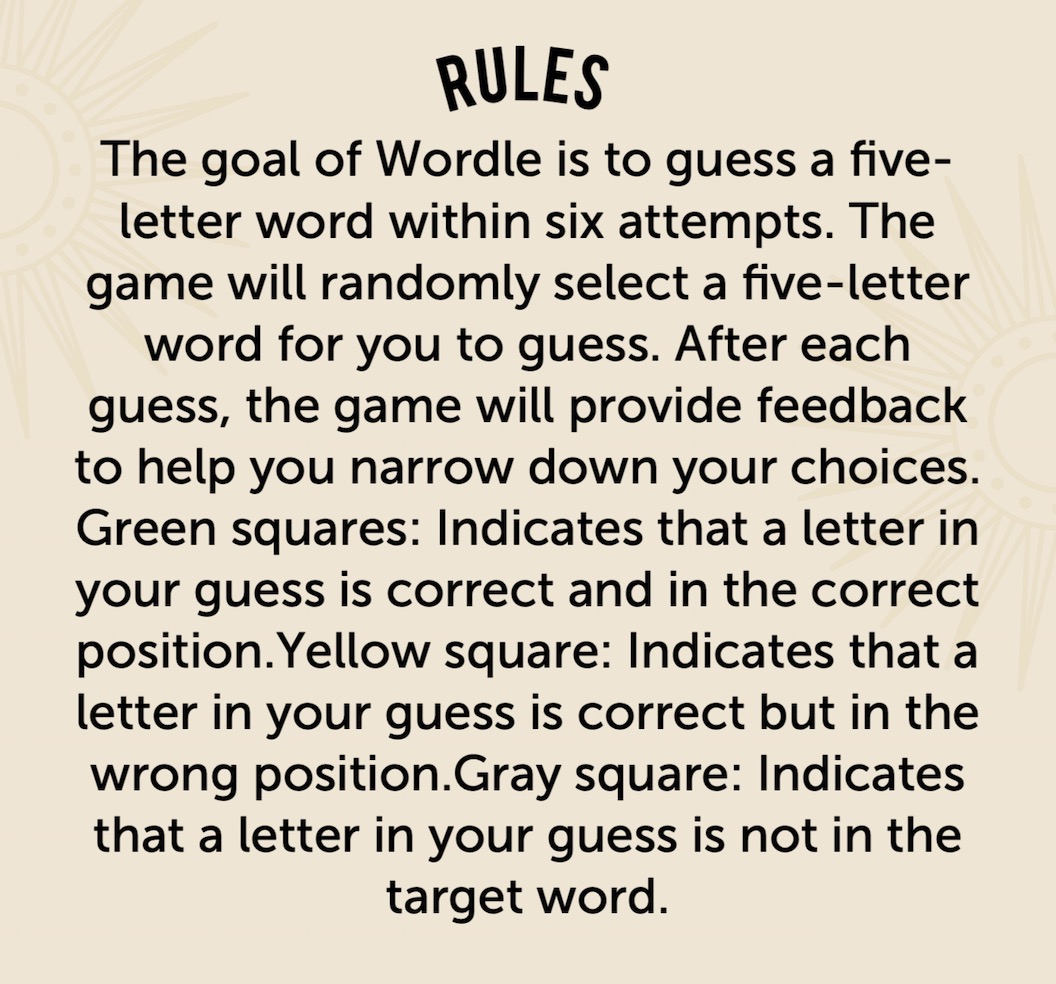 RULES
The goal of Wordle is to guess a five-
letter word within six attempts. The
game will randomly select a five-letter
word for you to guess. After each
guess, the game will provide feedback
to help you narrow down your choices.
Green squares: Indicates that a letter in
your guess is correct and in the correct
position.Yellow square: Indicates that a
letter in your guess is correct but in the
wrong position.Gray square: Indicates
that a letter in your guess is not in the
target word.